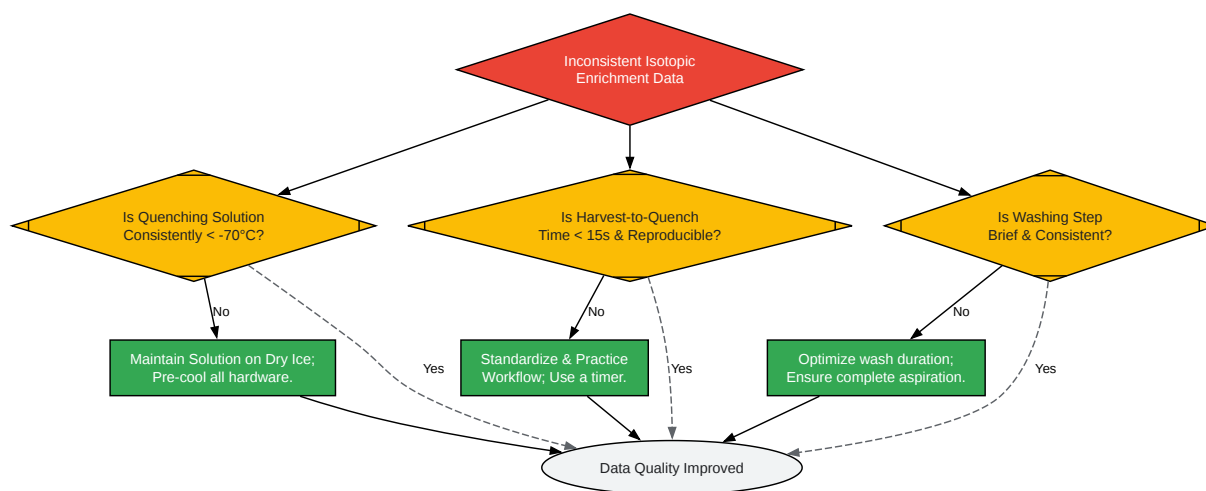 Inconsistent Isotopic
Enrichment Data
Is Quenching Solution
Consistently < -70°C?
Is Harvest-to-Quench
Time < 15s & Reproducible?
Is Washing Step
Brief & Consistent?
No
No
No
Maintain Solution on Dry Ice;
Pre-cool all hardware.
Yes
Standardize & Practice
Workflow; Use a timer.
Yes
Optimize wash duration;
Ensure complete aspiration.
Yes
Data Quality Improved